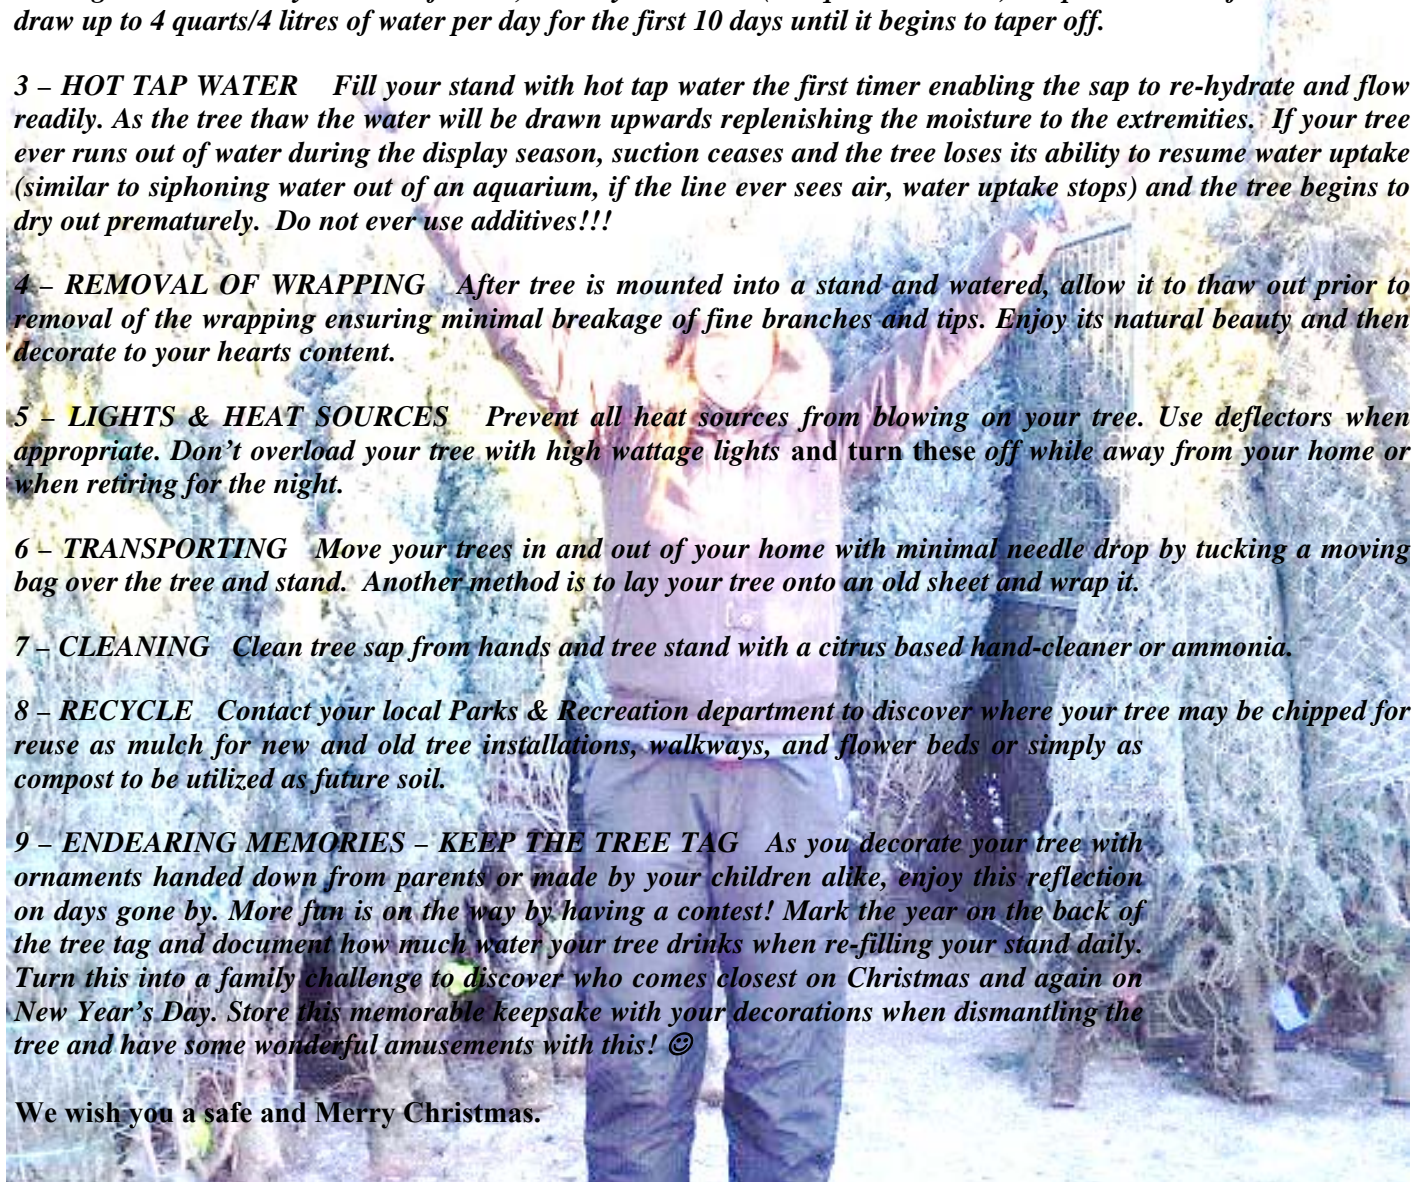 draw up to 4 quarts/4 litres of water per day for the first 10 days until it begins to taper off.
3 – HOT TAP WATER Fill your stand with hot tap water the first timer enabling the sap to re-hydrate and flow
readily. As the tree thaw the water will be drawn upwards replenishing the moisture to the extremities. If your tree
ever runs out of water during the display season, suction ceases and the tree loses its ability to resume water uptake
(similar to siphoning water out of an aquarium, if the line ever sees air, water uptake stops) and the tree begins to
dry out prematurely. Do not ever use additives!!!
4 – REMOVAL OF WRAPPING After tree is mounted into a stand and watered, allow it to thaw out prior to
removal of the wrapping ensuring minimal breakage of fine branches and tips. Enjoy its natural beauty and then
decorate to your hearts content.
5 – LIGHTS & HEAT SOURCES Prevent all heat sources from blowing on your tree. Use deflectors when
appropriate. Don't overload your tree with high wattage lights and turn these off while away from your home or
when retiring for the night.
6 – TRANSPORTING Move your trees in and out of your home with minimal needle drop by tucking a moving
bag over the tree and stand. Another method is to lay your tree onto an old sheet and wrap it.
7 – CLEANING Clean tree sap from hands and tree stand with a citrus based hand-cleaner or ammonia.
8 – RECYCLE Contact your local Parks & Recreation department to discover where your tree may be chipped for
reuse as mulch for new and old tree installations, walkways, and flower beds or simply as
compost to be utilized as future soil.
9 – ENDEARING MEMORIES – KEEP THE TREE TAG As you decorate your tree with
ornaments handed down from parents or made by your children alike, enjoy this reflection
on days gone by. More fun is on the way by having a contest! Mark the year on the back of
the tree tag and document how much water your tree drinks when re-filling your stand daily.
Turn this into a family challenge to discover who comes closest on Christmas and again on
New Year's Day. Store this memorable keepsake with your decorations when dismantling the
tree and have some wonderful amusements with this! ☺
We wish you a safe and Merry Christmas.